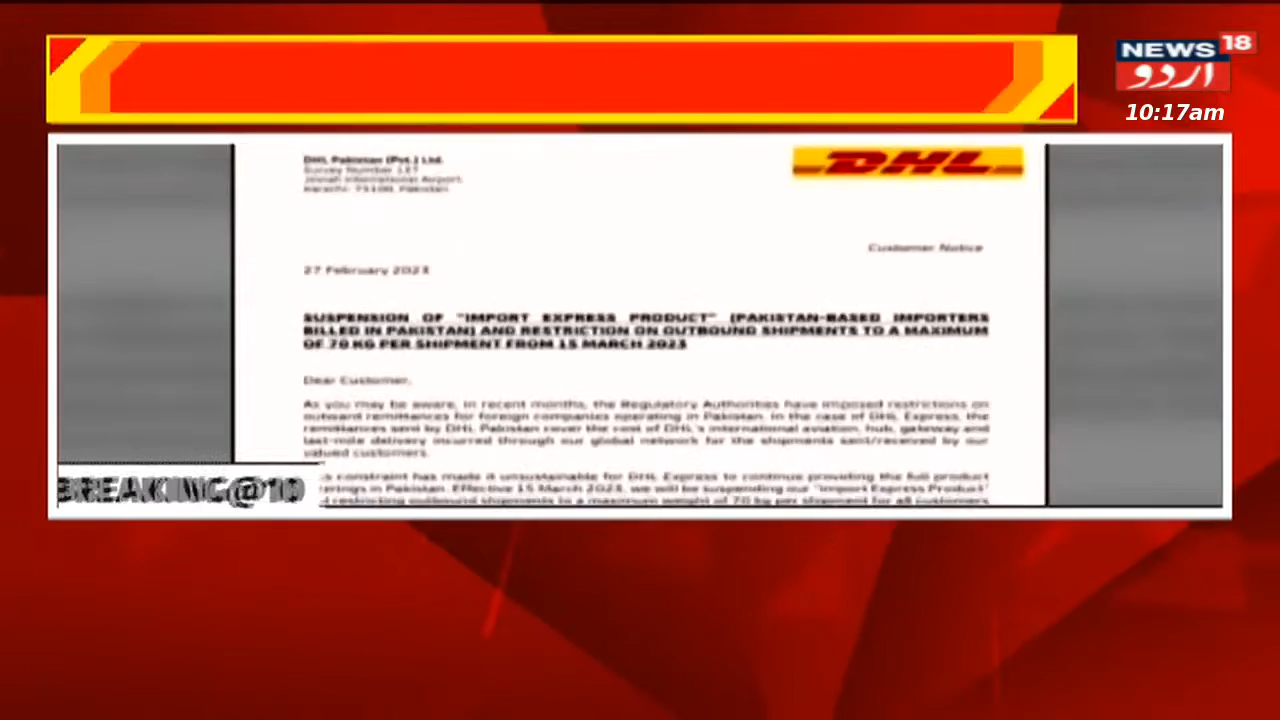 NEWS 18
اردو
10:17am
DHL Pakistan (Pvt.) Ltd.
Survey Number 127
Jinnah International Airport
Karachi- 75100, Pakistan
DHL
Customer Notice
27 February 2023
SUSPENSION OF "IMPORT EXPRESS PRODUCT" (PAKISTAN-BASED IMPORTERS
BILLED IN PAKISTAN) AND RESTRICTION ON OUTBOUND SHIPMENTS TO A MAXIMUM
OF 70 KG PER SHIPMENT FROM 15 MARCH 2023
Dear Customer,
As you may be aware, in recent months, the Regulatory Authorities have imposed restrictions on
outward remittances for foreign companies operating in Pakistan. In the case of DHL Express, the
remittances sent by DHL Pakistan cover the cost of DHL's international aviation, hub, gateway and
last-mile delivery incurred through our global network for the shipments sent/received by our
valued customers.
constraint has made it unsustainable for DHL Express to continue providing the full product
erings in Pakistan. Effective 15 March 2023, we will be suspending our "Import Express Product"
restricting outbound shipments to a maximum weight of 70 kg per shipment for all customers
BREAKING@10